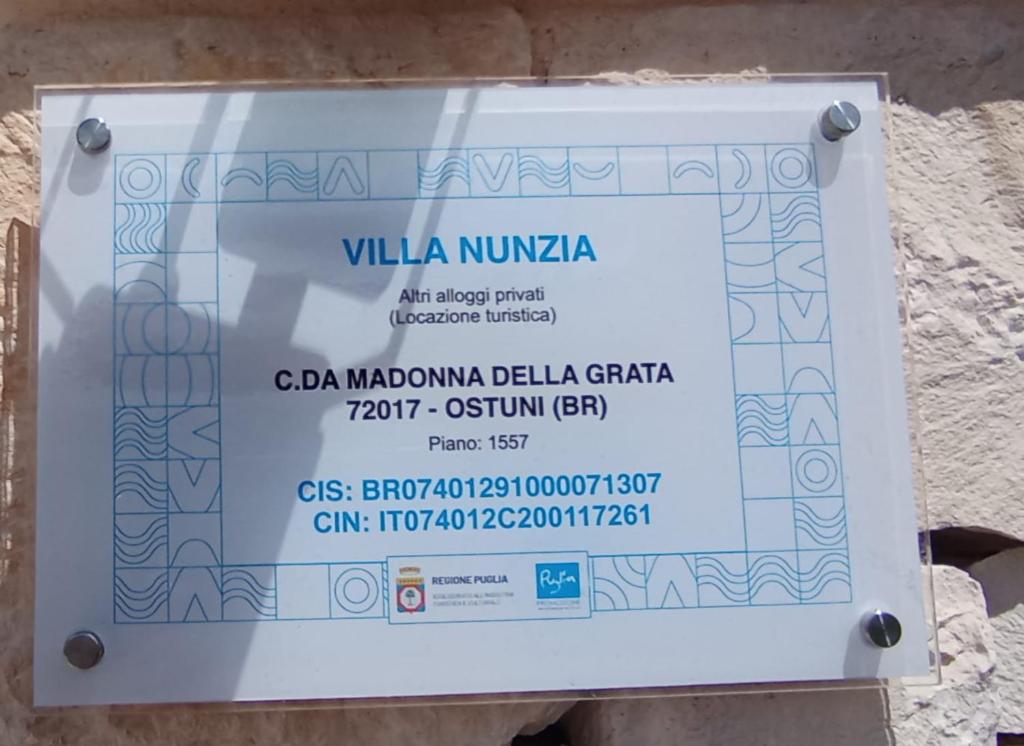 VILLA NUNZIA
Altri alloggi privati
(Locazione turistica)
C.DA MADONNA DELLA GRATA
72017 - OSTUNI (BR)
Piano: 1557
CIS: BR07401291000071307
CIN: IT074012C200117261
REGIONE PUGLIA
Puglia